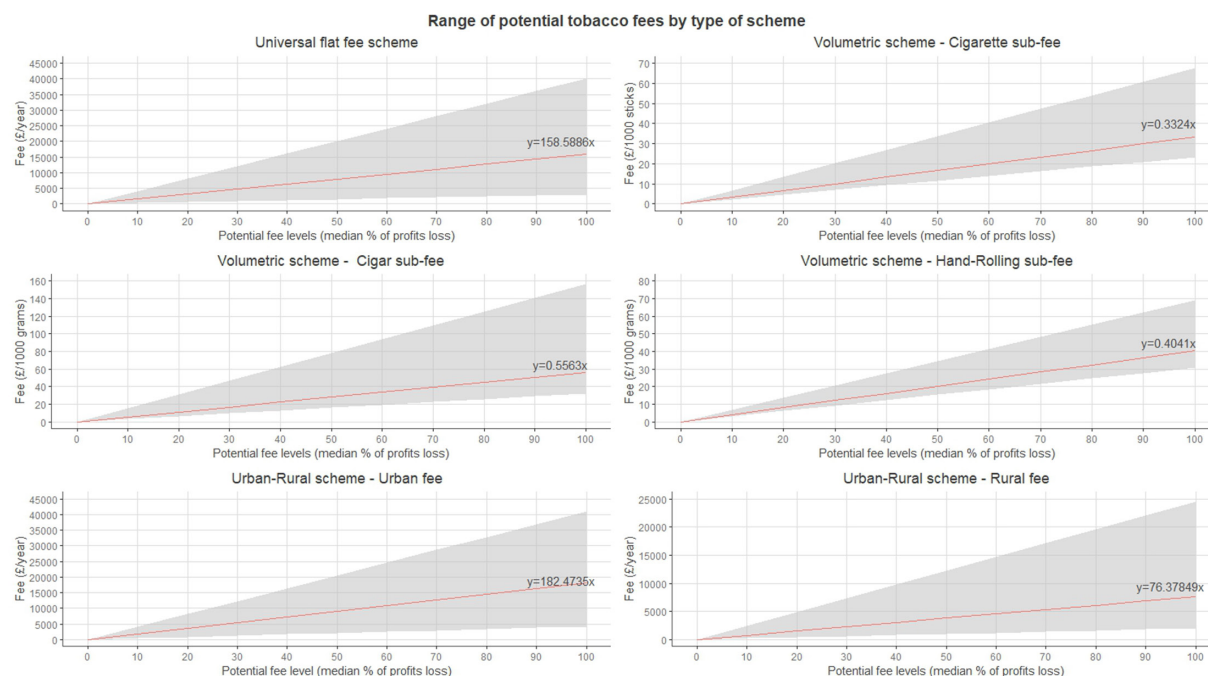 Range of potential tobacco fees by type of scheme
Universal flat fee scheme
Fee (£/year)
45000
40000
35000
30000
25000
20000
15000
10000
5000
0
y=158.5886x
0 10 20 30 40 50 60 70 80 90 100
Potential fee levels (median % of profits loss)
Volumetric scheme - Cigarette sub-fee
Fee (£/1000 sticks)
70
60
50
40
30
20
10
0
y=0.3324x
0 10 20 30 40 50 60 70 80 90 100
Potential fee levels (median % of profits loss)
Volumetric scheme - Cigar sub-fee
Fee (£/1000 grams)
160
140
120
100
80
60
40
20
0
y=0.5563x
0 10 20 30 40 50 60 70 80 90 100
Potential fee levels (median % of profits loss)
Volumetric scheme - Hand-Rolling sub-fee
Fee (£/1000 grams)
80
70
60
50
40
30
20
10
0
y=0.4041x
0 10 20 30 40 50 60 70 80 90 100
Potential fee levels (median % of profits loss)
Urban-Rural scheme - Urban fee
Fee (£/year)
45000
40000
35000
30000
25000
20000
15000
10000
5000
0
y=182.4735x
0 10 20 30 40 50 60 70 80 90 100
Potential fee level (median % of profits loss)
Urban-Rural scheme - Rural fee
Fee (£/year)
25000
20000
15000
10000
5000
0
y=76.37849x
0 10 20 30 40 50 60 70 80 90 100
Potential fee levels (median % of profits loss)